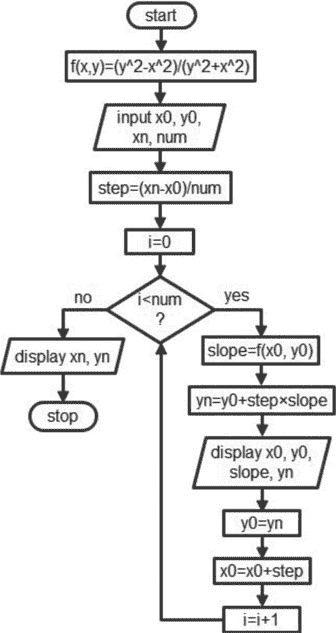 start
f(x,y)=(y^2-x^2)/(y^2+x^2)
input x0, y0,
xn, num
step=(xn-x0)/num
i=0
i<num
?
no
yes
display xn, yn
stop
slope=f(x0, y0)
yn=y0+step×slope
display x0, y0,
slope, yn
y0=yn
x0=x0+step
i=i+1